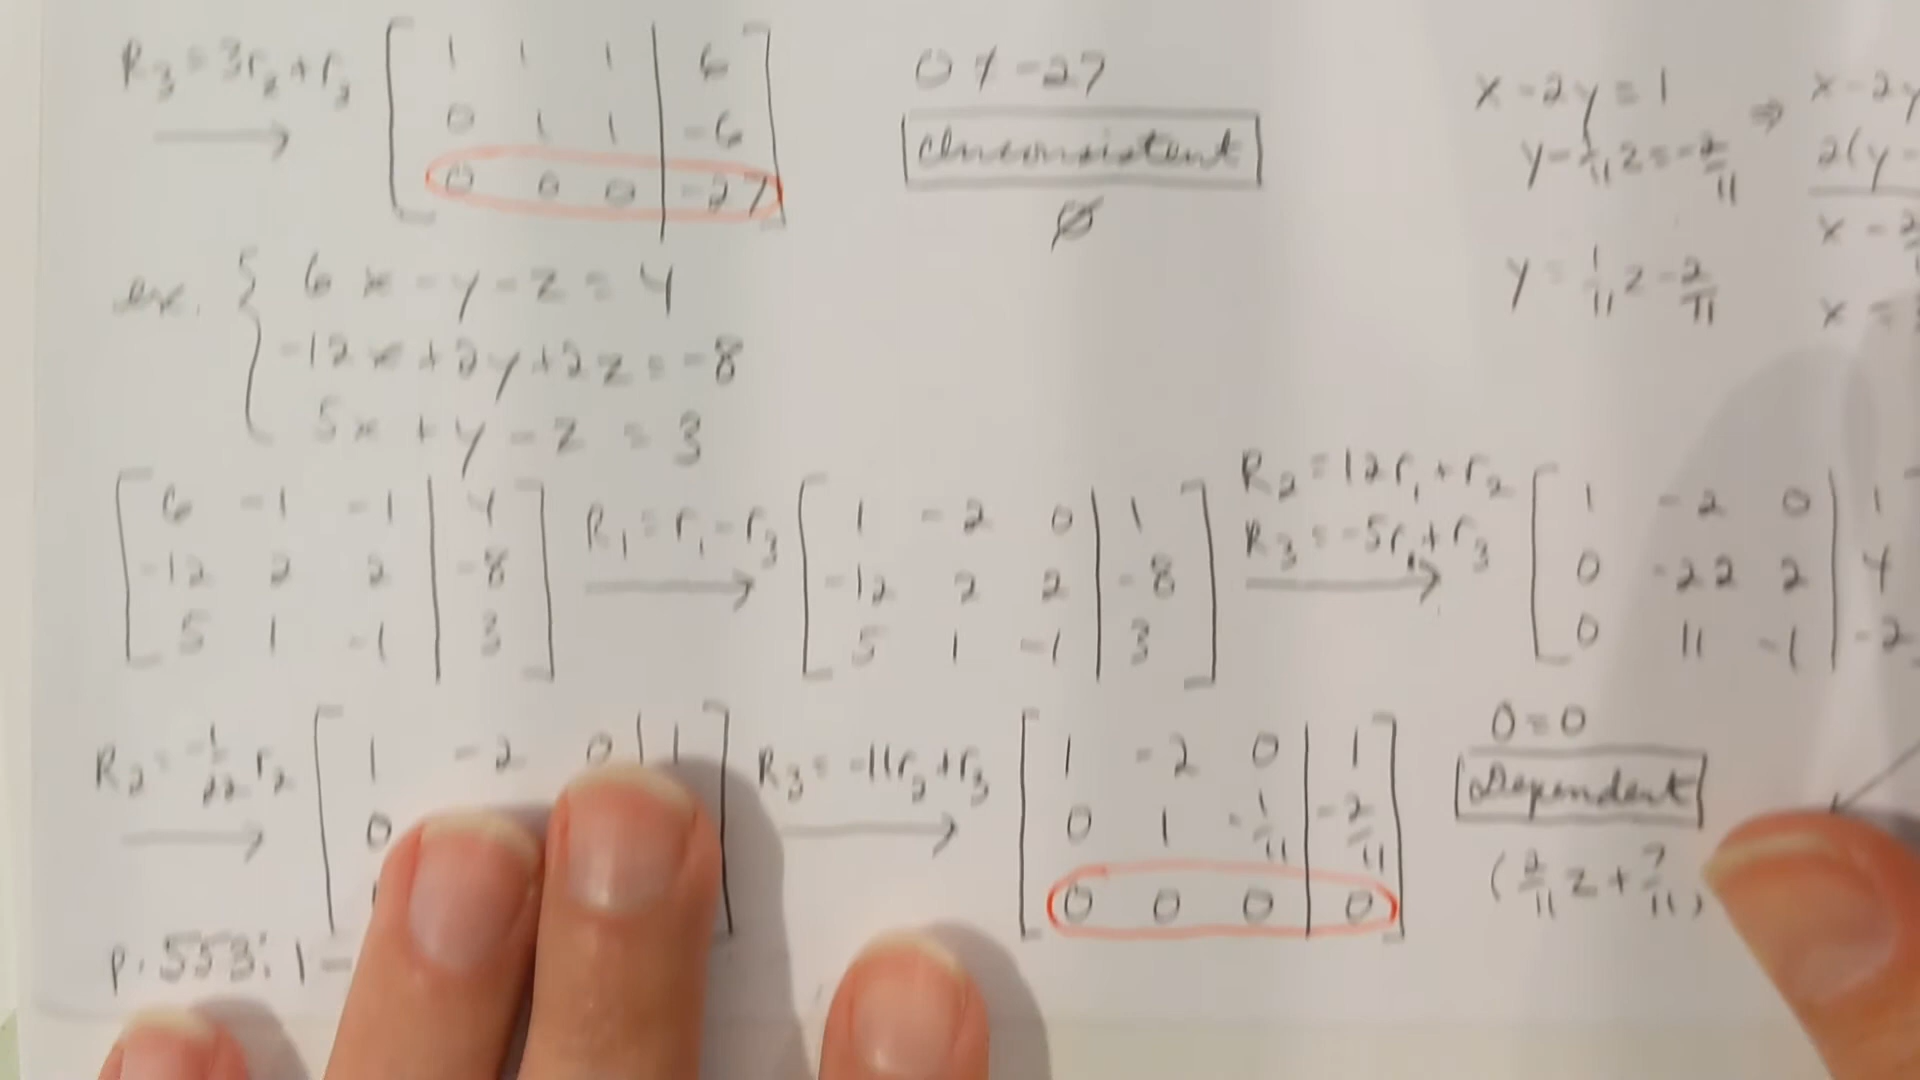 R₃ = 3r₂ + r₃ → [ 1 1 1 | 6 ]
[ 0 1 1 | -6 ]
[ 0 0 0 | -27 ]
0 ≠ -27
Inconsistent
∅
x - 2y = 1 ⇒ x - 2y
y - 1/11 z = -2/11 2(y -
y = 1/11 z - 2/11
x =
ex. { 6x - y - z = 4
-12x + 2y + 2z = -8
5x + y - z = 3
[ 6 -1 -1 | 4 ] R₁ = r₁ - r₃ → [ 1 -2 0 | 1 ] R₂ = 12r₁ + r₂ [ 1 -2 0 | 1
[ -12 2 2 | -8 ] [ -12 2 2 | -8 ] R₃ = -5r₁ + r₃ → [ 0 -22 2 | 4
[ 5 1 -1 | 3 ] [ 5 1 -1 | 3 ] [ 0 11 -1 | -2
R₂ = -1/22 r₂ → [ 1 -2 0 | 1 ] R₃ = -11r₂ + r₃ → [ 1 -2 0 | 1 ] 0 = 0
[ 0 [ 0 1 -1/11 | -2/11 ] Dependent
[ 0 0 0 | 0 ] ( 2/11 z + 7/11,
p. 553: 1 -